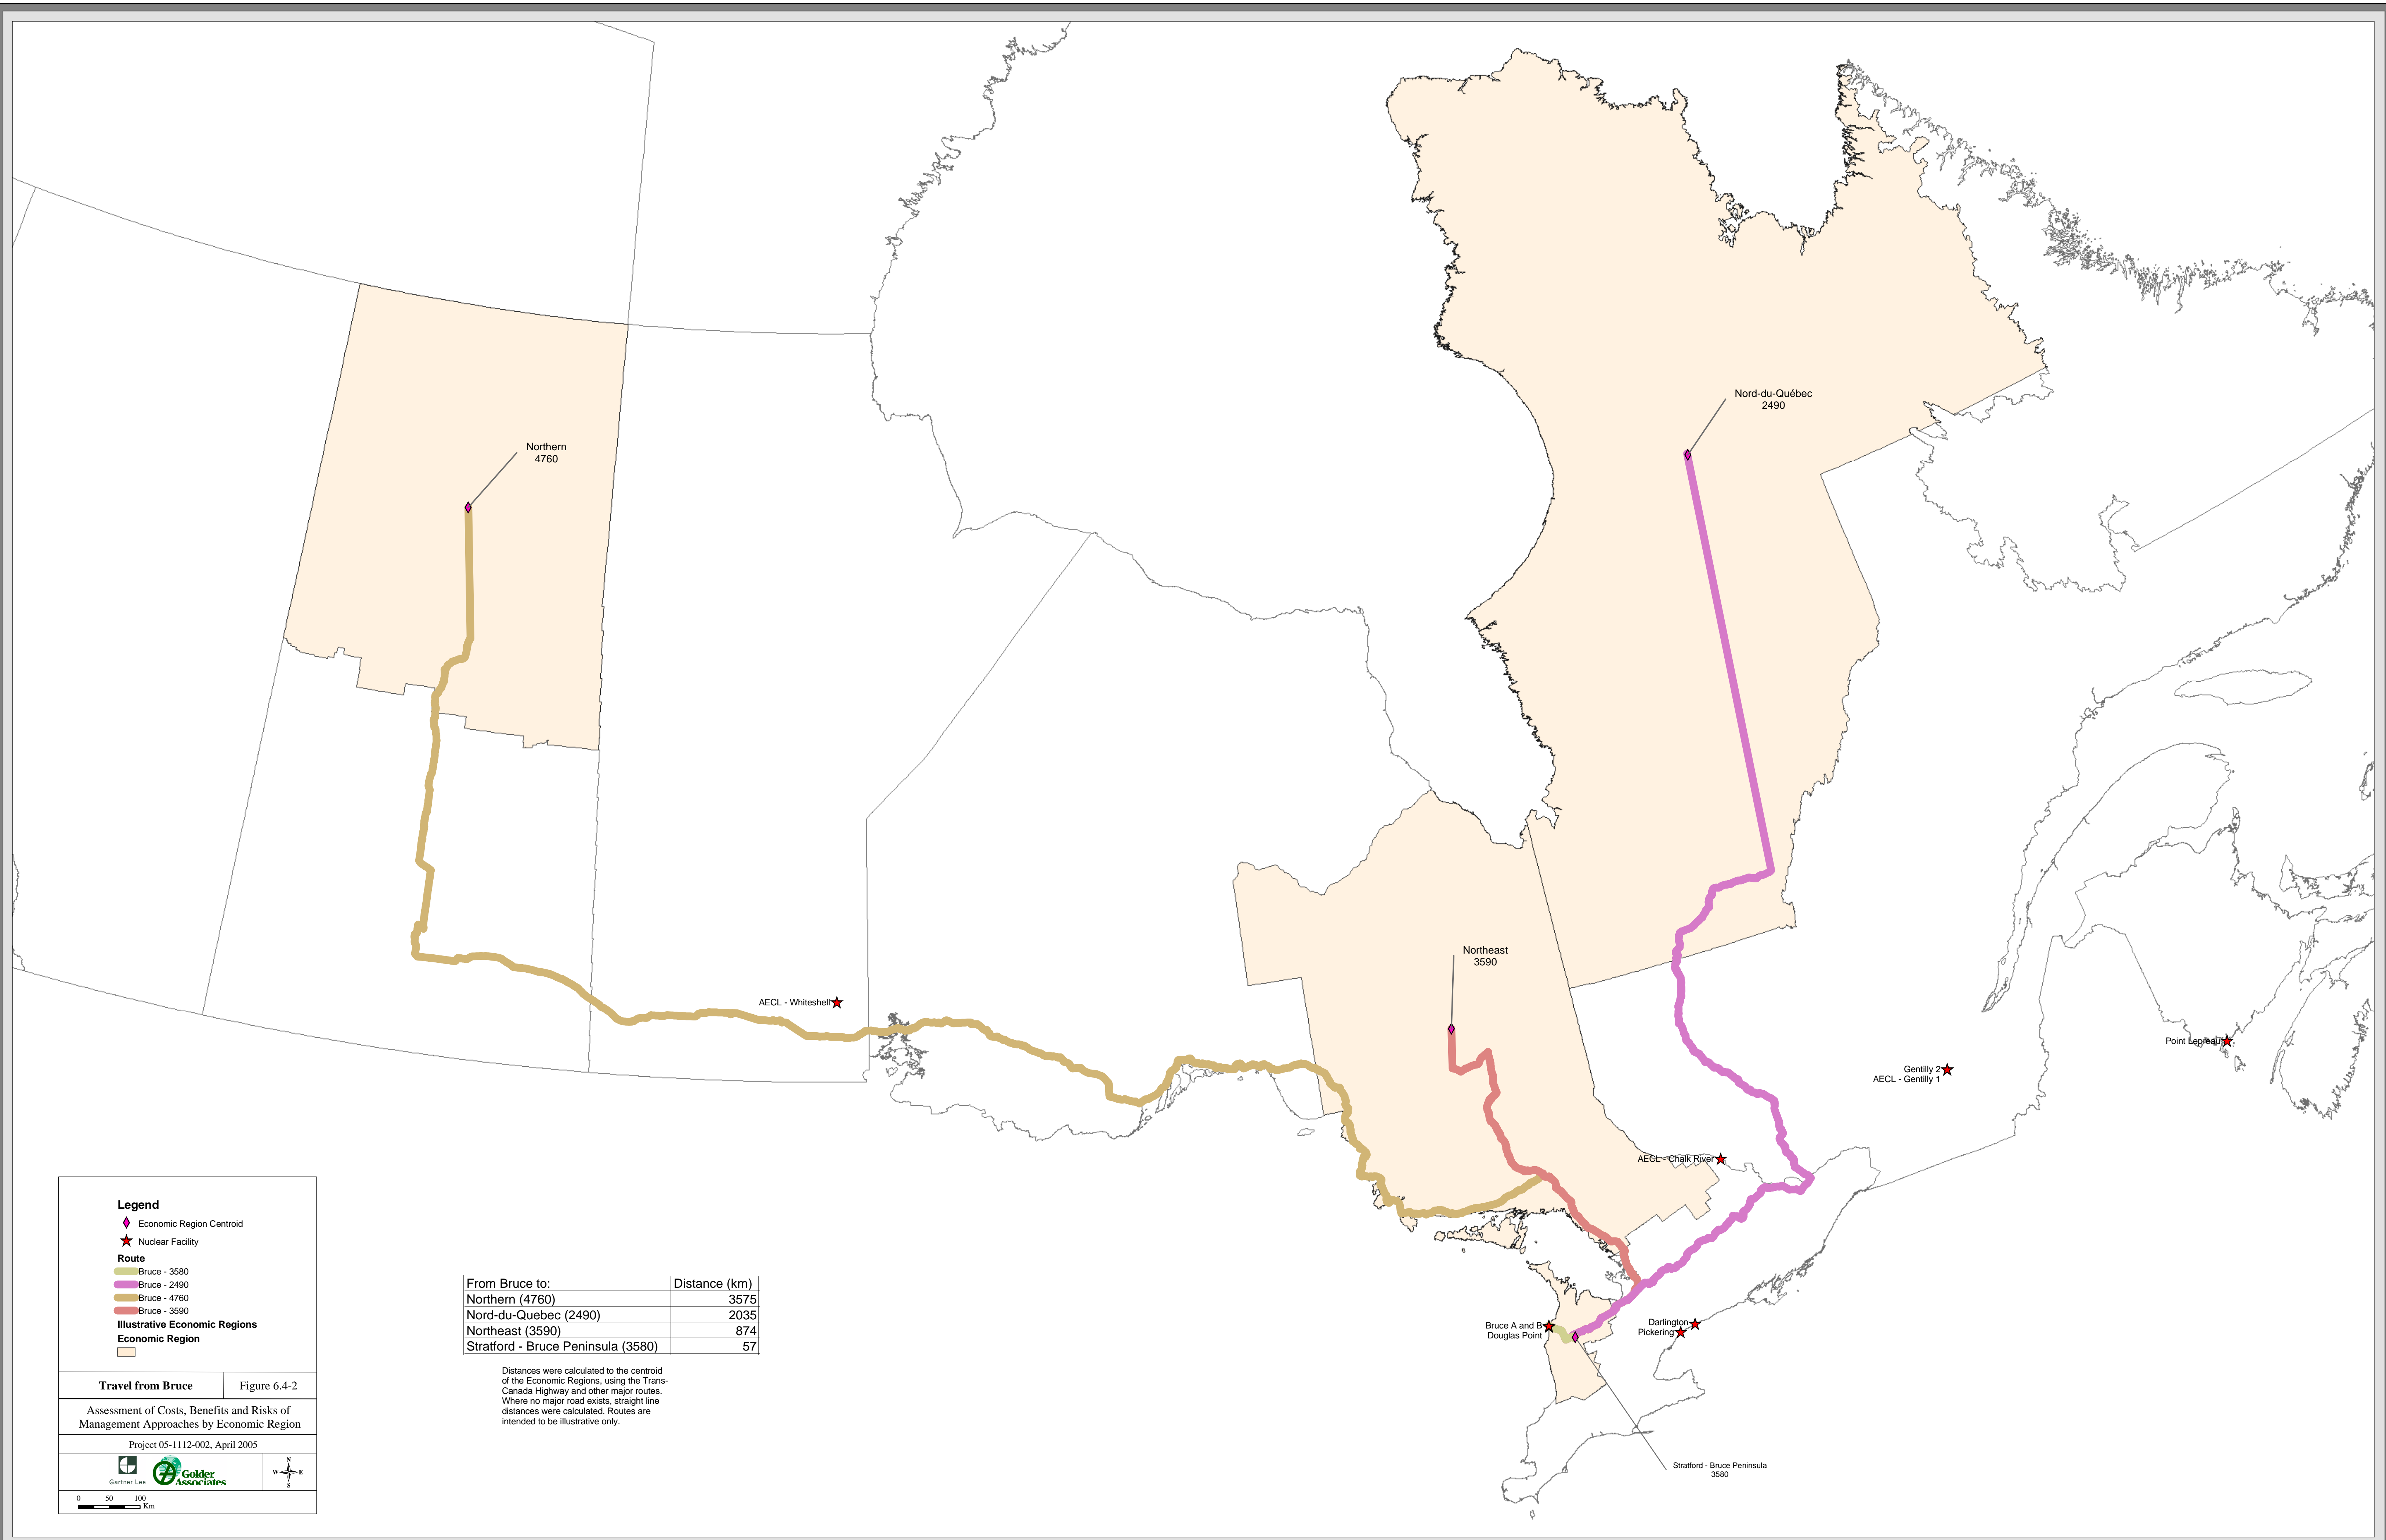 Northern
4760
Nord-du-Québec
2490
Northeast
3590
AECL - Whiteshell
Point Lepreau
Gentilly 2
AECL - Gentilly 1
AECL - Chalk River
Bruce A and B
Douglas Point
Darlington
Pickering
Stratford - Bruce Peninsula
3580
Legend
Economic Region Centroid
Nuclear Facility
Route
Bruce - 3580
Bruce - 2490
Bruce - 4760
Bruce - 3590
Illustrative Economic Regions
Economic Region
Travel from Bruce Figure 6.4-2
Assessment of Costs, Benefits and Risks of
Management Approaches by Economic Region
Project 05-1112-002, April 2005
Gartner Lee
Golder
Associates
N
W E
S
0 50 100
Km
From Bruce to: Distance (km)
Northern (4760) 3575
Nord-du-Quebec (2490) 2035
Northeast (3590) 874
Stratford - Bruce Peninsula (3580) 57
Distances were calculated to the centroid
of the Economic Regions, using the Trans-
Canada Highway and other major routes.
Where no major road exists, straight line
distances were calculated. Routes are
intended to be illustrative only.